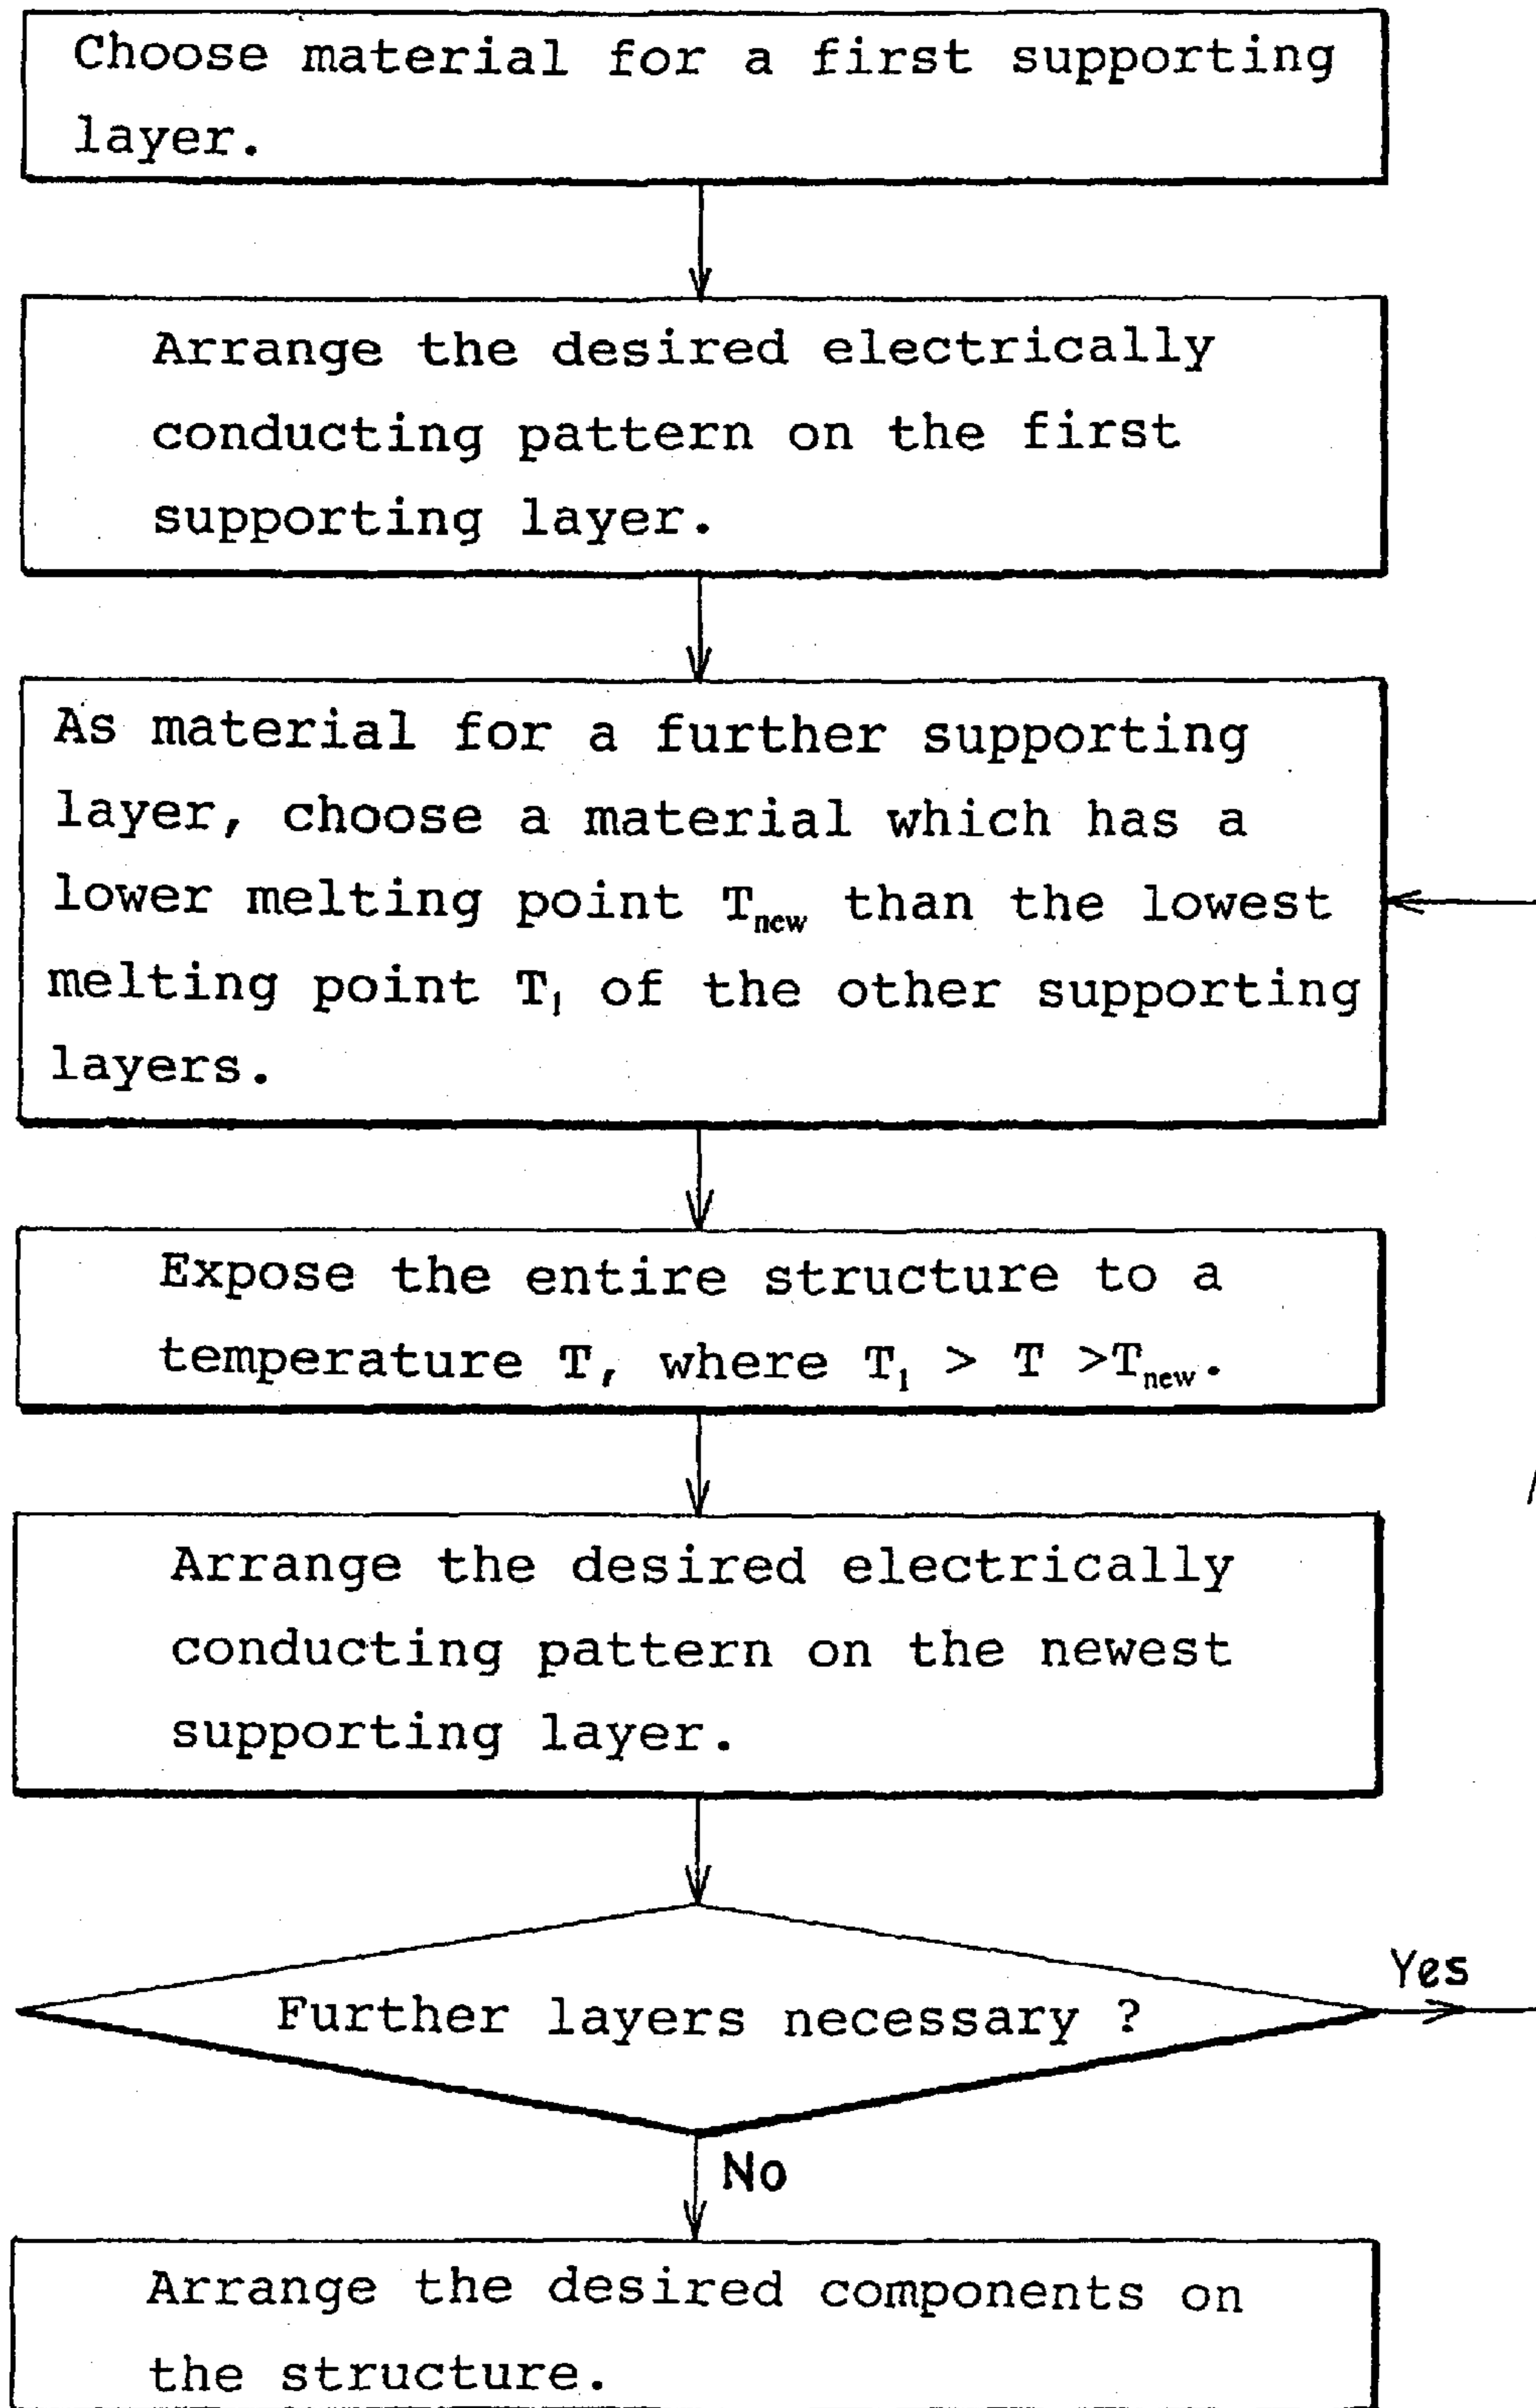 Choose material for a first supporting
layer.
Arrange the desired electrically
conducting pattern on the first
supporting layer.
As material for a further supporting
layer, choose a material which has a
lower melting point Tnew than the lowest
melting point Tl of the other supporting
layers.
Expose the entire structure to a
temperature T, where Tl > T >Tnew.
Arrange the desired electrically
conducting pattern on the newest
supporting layer.
Further layers necessary ?
Yes
No
Arrange the desired components on
the structure.